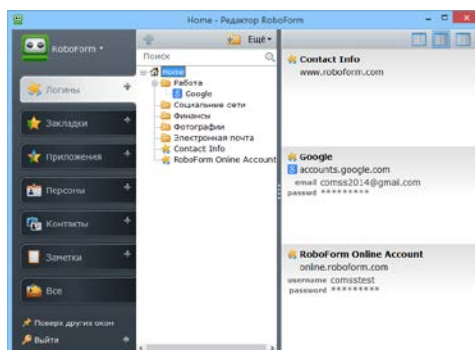 Home - Редактор RoboForm
RoboForm
Логины
Закладки
Приложения
Персоны
Контакты
Заметки
Все
Поверх других окон
Выйти
Ещё
Поиск
Home
Работа
Google
Социальные сети
Финансы
Фотографии
Электронная почта
Contact Info
RoboForm Online Account
Contact Info
www.roboform.com
Google
accounts.google.com
email comss2014@gmail.com
passwd *********
RoboForm Online Account
online.roboform.com
username comsstest
password *********